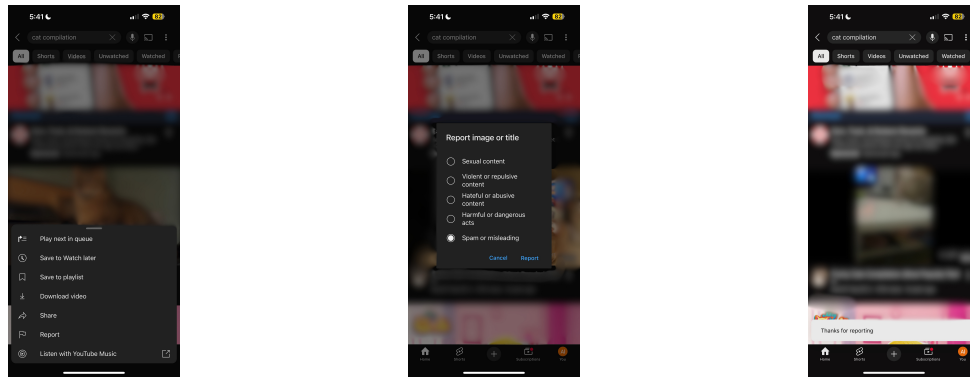 5:41
82
cat compilation
All
Shorts
Videos
Unwatched
Watched
Play next in queue
Save to Watch later
Save to playlist
Download video
Share
Report
Listen with YouTube Music
5:41
82
cat compilation
All
Shorts
Videos
Unwatched
Watched
Report image or title
Sexual content
Violent or repulsive
content
Hateful or abusive
content
Harmful or dangerous
acts
Spam or misleading
Cancel
Report
Home
Shorts
Subscriptions
You
5:41
82
cat compilation
All
Shorts
Videos
Unwatched
Watched
Thanks for reporting
Home
Shorts
Subscriptions
You